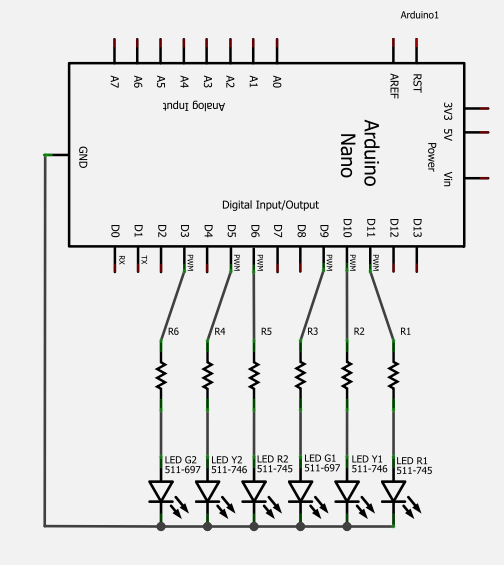 Arduino1
A7 A6 A5 A4 A3 A2 A1 A0 AREF RST
Analog Input
3V3
5V
Power
Vin
GND
Arduino
Nano
Digital Input/Output
D0 D1 D2 D3 D4 D5 D6 D7 D8 D9 D10 D11 D12 D13
RX TX PWM PWM PWM PWM PWM PWM
R6 R4 R5 R3 R2 R1
LED G2
511-697
LED Y2
511-746
LED R2
511-745
LED G1
511-697
LED Y1
511-746
LED R1
511-745